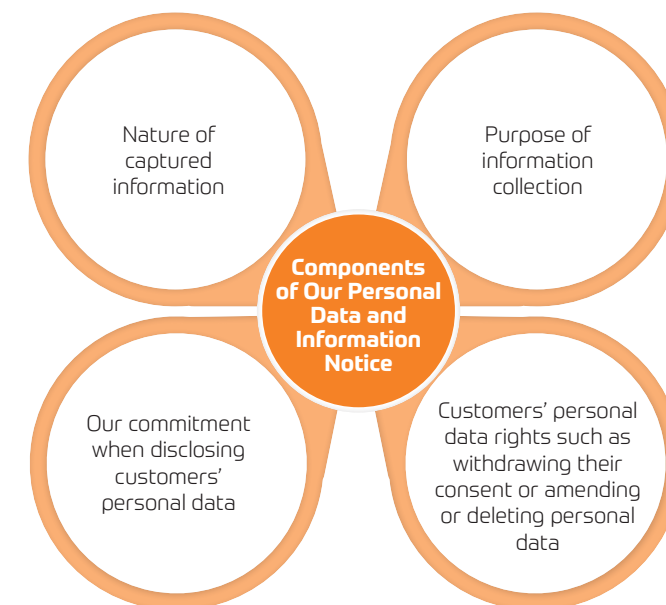 Nature of
captured
information
Purpose of
information
collection
Components
of Our Personal
Data and
Information
Notice
Our commitment
when disclosing
customers’
personal data
Customers’ personal
data rights such as
withdrawing their
consent or amending
or deleting personal
data